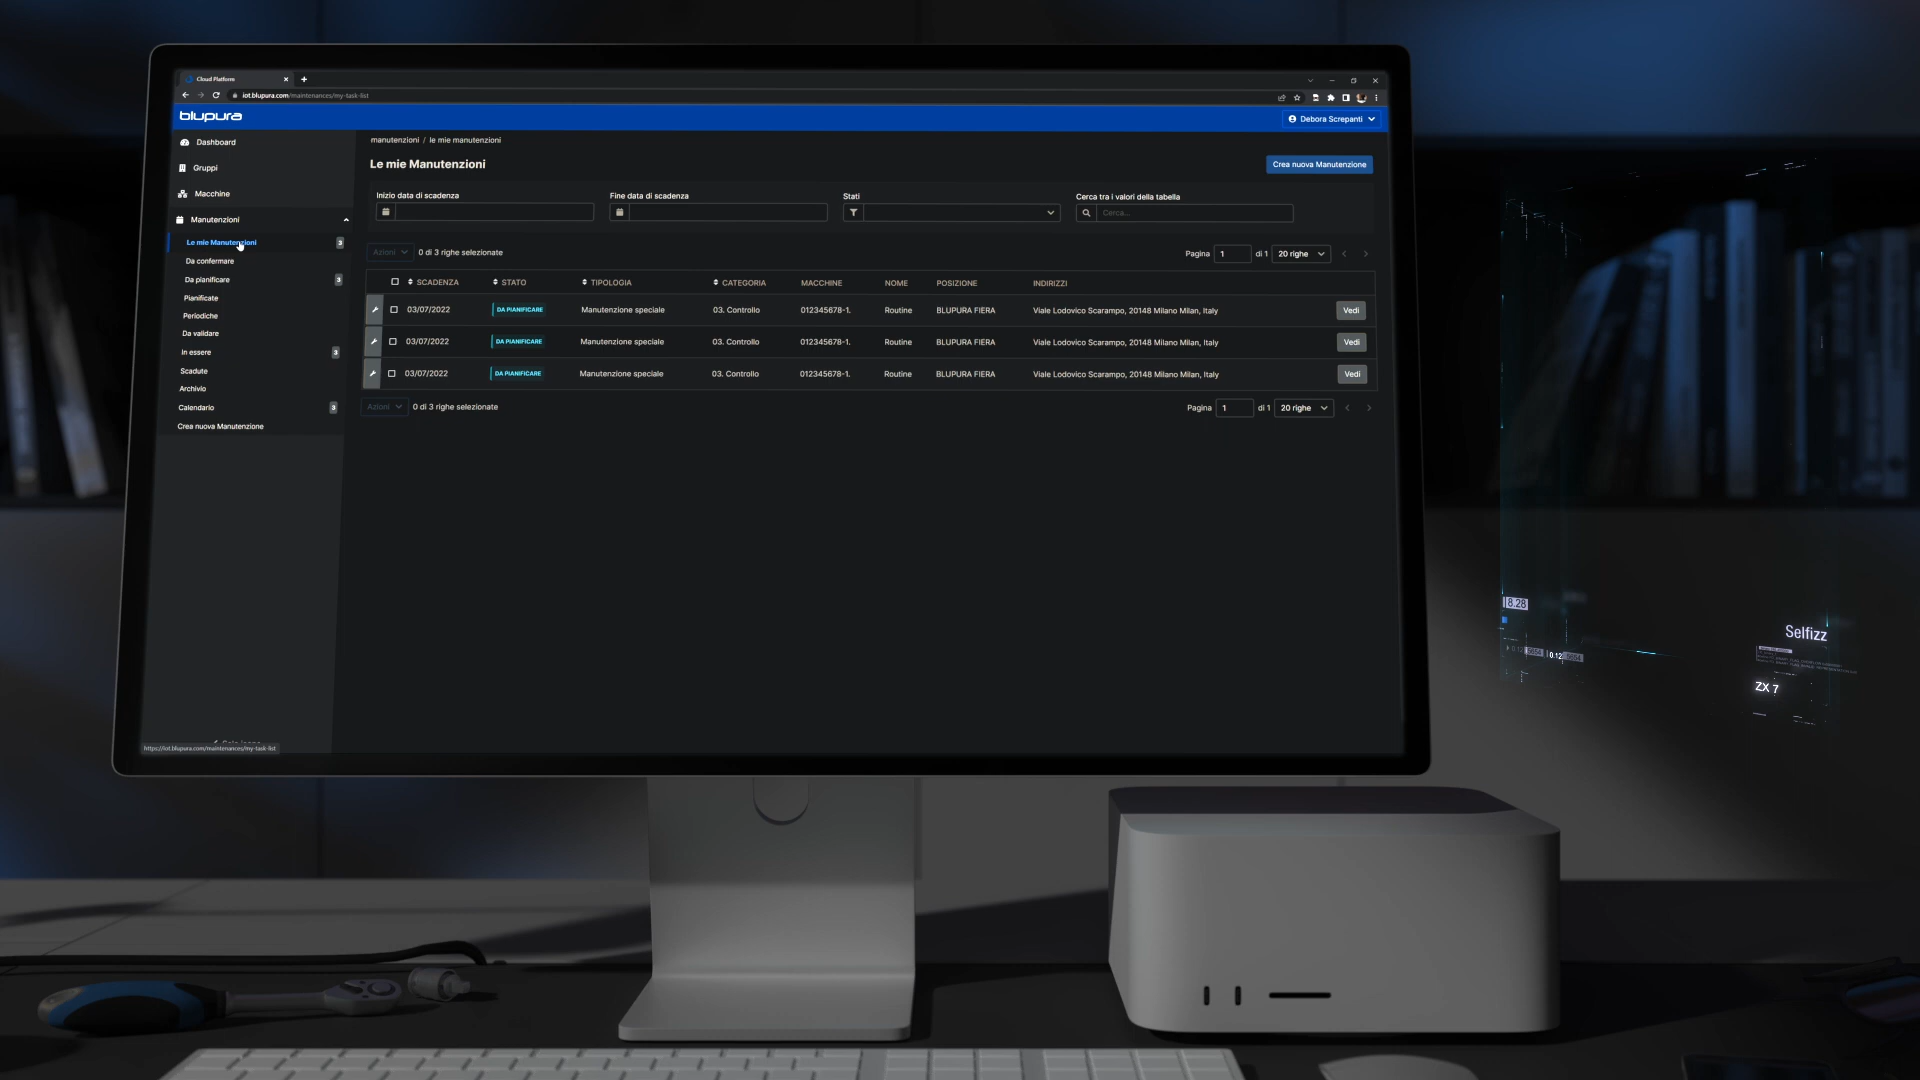 Cloud Platform
iot.blupura.com/maintenances/my-task-list
blupura
Debora Screpanti
Dashboard
Gruppi
Macchine
Manutenzioni
Le mie Manutenzioni 3
Da confermare
Da pianificare 3
Pianificate
Periodiche
Da validare
In essere 3
Scadute
Archivio
Calendario 3
Crea nuova Manutenzione
https://iot.blupura.com/maintenances/my-task-list
manutenzioni / le mie manutenzioni
Le mie Manutenzioni
Crea nuova Manutenzione
Inizio data di scadenza
Fine data di scadenza
Stati
Cerca tra i valori della tabella
Cerca...
Azioni 0 di 3 righe selezionate
Pagina 1 di 1 20 righe
SCADENZA STATO TIPOLOGIA CATEGORIA MACCHINE NOME POSIZIONE INDIRIZZI
03/07/2022 DA PIANIFICARE Manutenzione speciale 03. Controllo 012345678-1. Routine BLUPURA FIERA Viale Lodovico Scarampo, 20148 Milano Milan, Italy Vedi
03/07/2022 DA PIANIFICARE Manutenzione speciale 03. Controllo 012345678-1. Routine BLUPURA FIERA Viale Lodovico Scarampo, 20148 Milano Milan, Italy Vedi
03/07/2022 DA PIANIFICARE Manutenzione speciale 03. Controllo 012345678-1. Routine BLUPURA FIERA Viale Lodovico Scarampo, 20148 Milano Milan, Italy Vedi
Azioni 0 di 3 righe selezionate
Pagina 1 di 1 20 righe
8.28
0.12
Selfizz
ZX 7